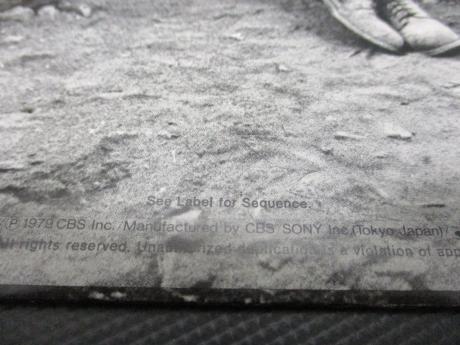 See Label for Sequence.
℗ 1979 CBS Inc./Manufactured by CBS/SONY Inc.(Tokyo Japan)/
All rights reserved. Unauthorized duplication is a violation of app